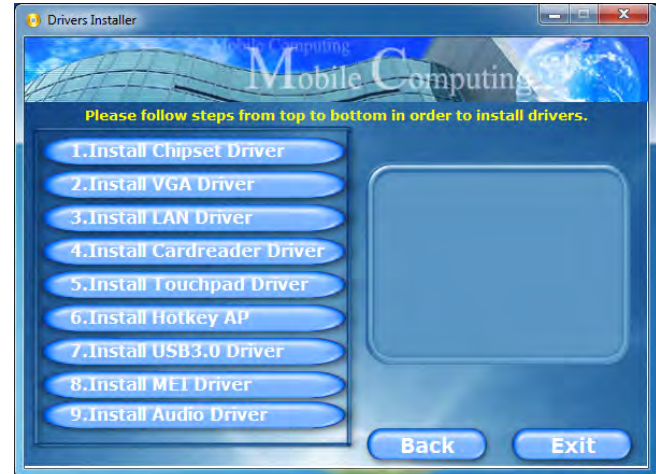 Drivers Installer
Mobile Computing
Mobile Computing
Please follow steps from top to bottom in order to install drivers.
1.Install Chipset Driver
2.Install VGA Driver
3.Install LAN Driver
4.Install Cardreader Driver
5.Install Touchpad Driver
6.Install Hotkey AP
7.Install USB3.0 Driver
8.Install MEI Driver
9.Install Audio Driver
Back
Exit